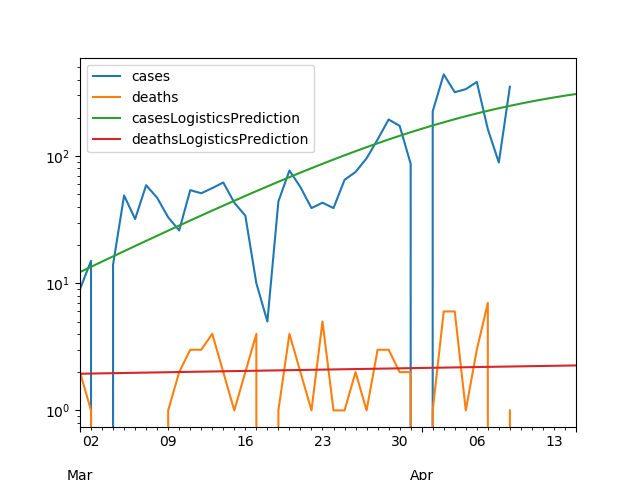 cases
deaths
casesLogisticsPrediction
deathsLogisticsPrediction
10²
10¹
10⁰
02 09 16 23 30 06 13
Mar Apr